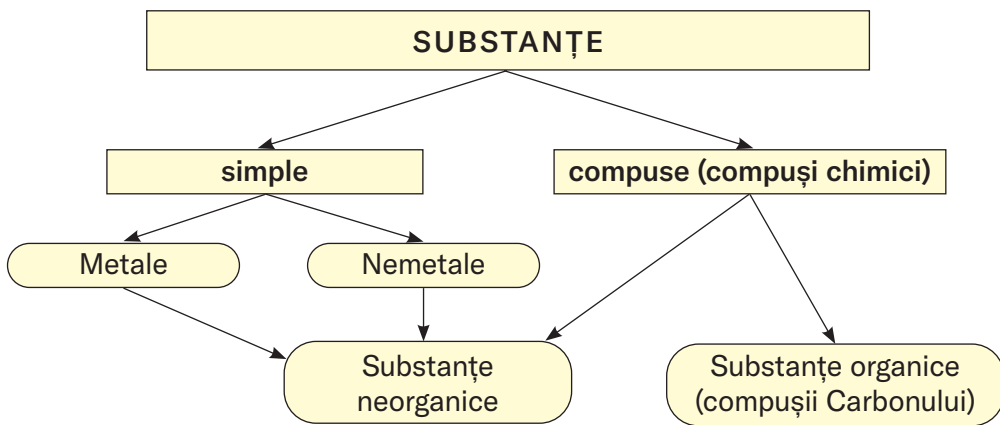 SUBSTANȚE
simple
compuse (compuși chimici)
Metale
Nemetale
Substanțe
neorganice
Substanțe organice
(compușii Carbonului)